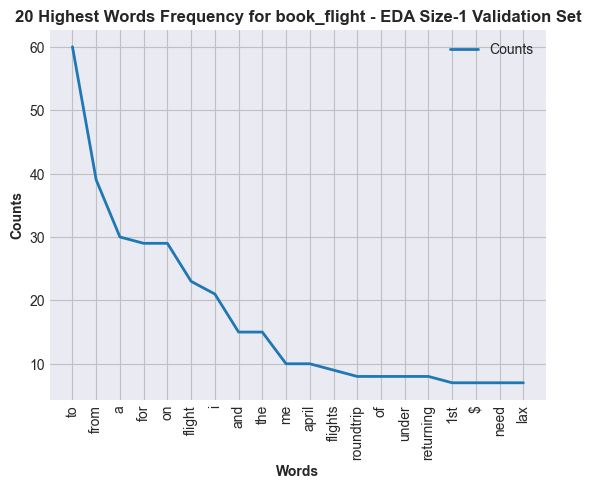 20 Highest Words Frequency for book_flight - EDA Size-1 Validation Set
Counts
60
50
40
30
20
10
Counts
to
from
a
for
on
flight
i
and
the
me
april
flights
roundtrip
of
under
returning
1st
$
need
lax
Words